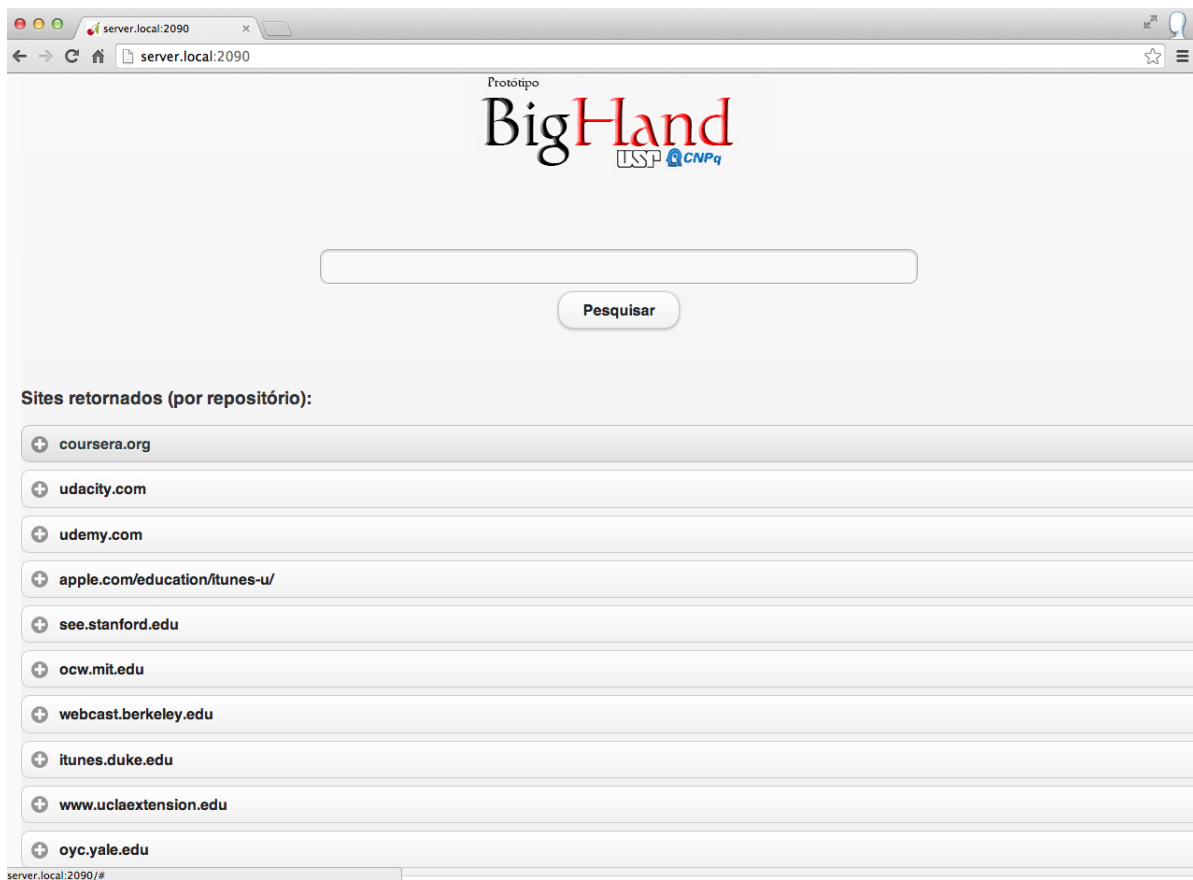 server.local:2090
server.local:2090
Protótipo
BigHand
USP CNPq
Pesquisar
Sites retornados (por repositório):
coursera.org
udacity.com
udemy.com
apple.com/education/itunes-u/
see.stanford.edu
ocw.mit.edu
webcast.berkeley.edu
itunes.duke.edu
www.uclaextension.edu
oyc.yale.edu
server.local:2090/#